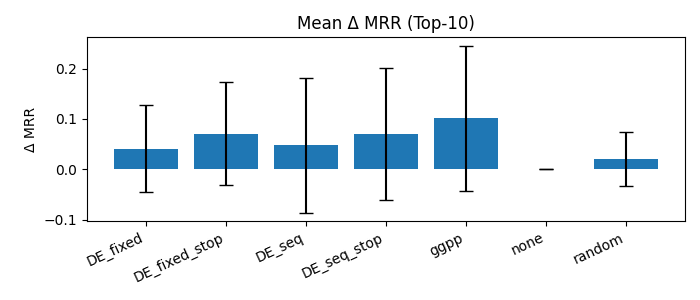 Mean Δ MRR (Top-10)
Δ MRR
0.2
0.1
0.0
−0.1
DE_fixed
DE_fixed_stop
DE_seq
DE_seq_stop
ggpp
none
random